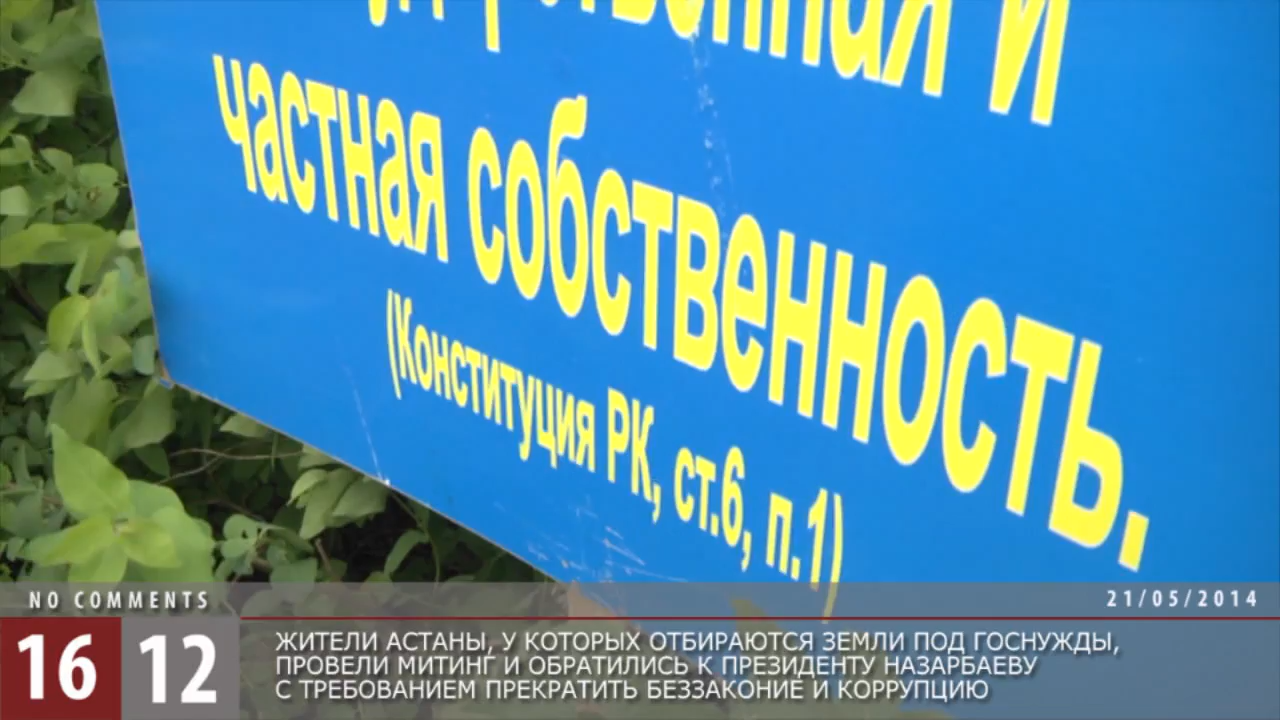 частная собственность.
(Конституция РК, ст.6, п.1)
NO COMMENTS
21/05/2014
16 12
ЖИТЕЛИ АСТАНЫ, У КОТОРЫХ ОТБИРАЮТСЯ ЗЕМЛИ ПОД ГОСНУЖДЫ,
ПРОВЕЛИ МИТИНГ И ОБРАТИЛИСЬ К ПРЕЗИДЕНТУ НАЗАРБАЕВУ
С ТРЕБОВАНИЕМ ПРЕКРАТИТЬ БЕЗЗАКОНИЕ И КОРРУПЦИЮ